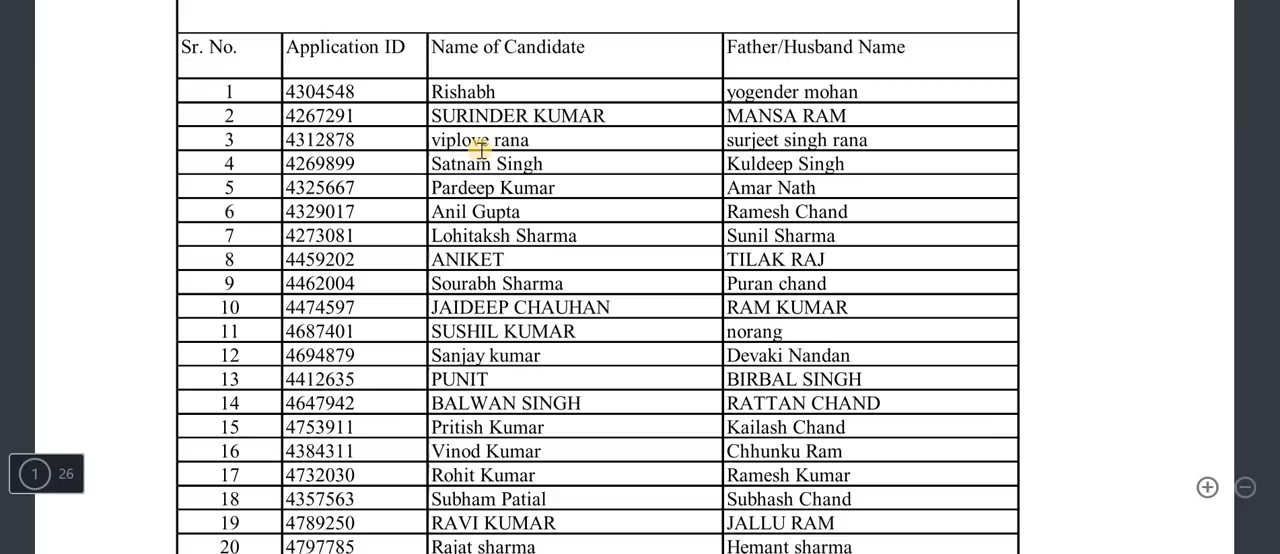 Sr. No. Application ID Name of Candidate Father/Husband Name
1 4304548 Rishabh yogender mohan
2 4267291 SURINDER KUMAR MANSA RAM
3 4312878 viplove rana surjeet singh rana
4 4269899 Satnam Singh Kuldeep Singh
5 4325667 Pardeep Kumar Amar Nath
6 4329017 Anil Gupta Ramesh Chand
7 4273081 Lohitaksh Sharma Sunil Sharma
8 4459202 ANIKET TILAK RAJ
9 4462004 Sourabh Sharma Puran chand
10 4474597 JAIDEEP CHAUHAN RAM KUMAR
11 4687401 SUSHIL KUMAR norang
12 4694879 Sanjay kumar Devaki Nandan
13 4412635 PUNIT BIRBAL SINGH
14 4647942 BALWAN SINGH RATTAN CHAND
15 4753911 Pritish Kumar Kailash Chand
16 4384311 Vinod Kumar Chhunku Ram
17 4732030 Rohit Kumar Ramesh Kumar
18 4357563 Subham Patial Subhash Chand
19 4789250 RAVI KUMAR JALLU RAM
20 4797785 Rajat sharma Hemant sharma
1 26